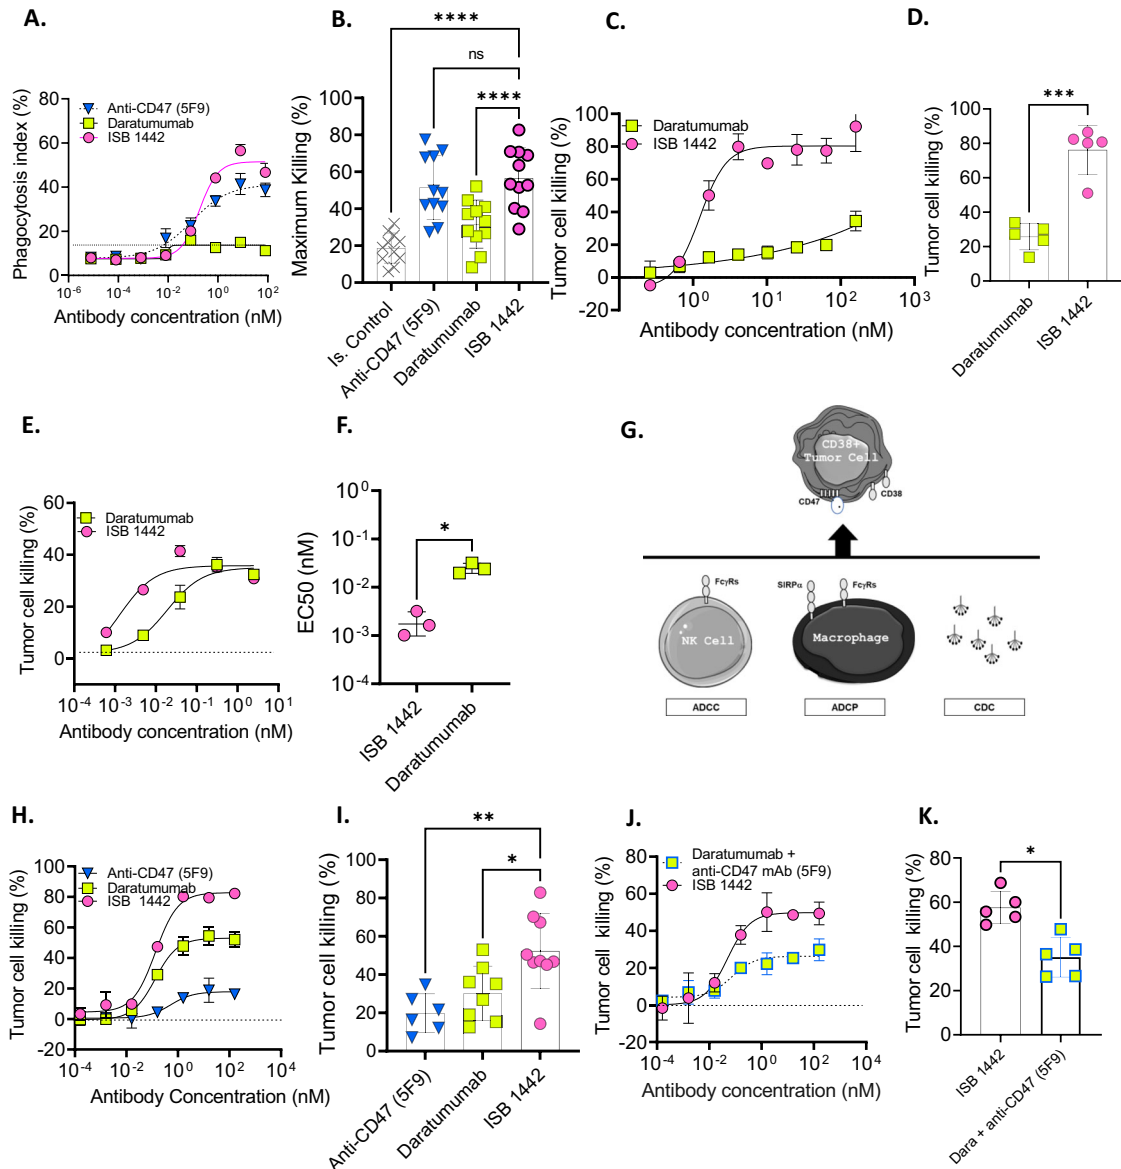 A.
Phagocytosis index (%)
80
60
40
20
0
Anti-CD47 (5F9)
Daratumumab
ISB 1442
10-6 10-4 10-2 100 102
Antibody concentration (nM)
B.
****
ns
****
Maximum Killing (%)
100
80
60
40
20
0
Is. Control
Anti-CD47 (5F9)
Daratumumab
ISB 1442
C.
Tumor cell killing (%)
120
100
80
60
40
20
0
-20
Daratumumab
ISB 1442
100 101 102 103
Antibody concentration (nM)
D.
***
Tumor cell killing (%)
100
80
60
40
20
0
Daratumumab
ISB 1442
E.
Tumor cell killing (%)
60
40
20
0
Daratumumab
ISB 1442
10-4 10-3 10-2 10-1 100 101
Antibody concentration (nM)
F.
*
EC50 (nM)
100
10-1
10-2
10-3
10-4
ISB 1442
Daratumumab
G.
CD38+
Tumor Cell
CD47
CD38
FcγRs
NK Cell
ADCC
SIRPα
FcγRs
Macrophage
ADCP
CDC
H.
Tumor cell killing (%)
100
80
60
40
20
0
-20
Anti-CD47 (5F9)
Daratumumab
ISB 1442
10-4 10-2 100 102 104
Antibody Concentration (nM)
I.
**
*
Tumor cell killing (%)
100
80
60
40
20
0
Anti-CD47 (5F9)
Daratumumab
ISB 1442
J.
Tumor cell killing (%)
80
60
40
20
0
-20
Daratumumab +
anti-CD47 mAb (5F9)
ISB 1442
10-4 10-2 100 102 104
Antibody concentration (nM)
K.
*
Tumor cell killing (%)
80
60
40
20
0
ISB 1442
Dara + anti-CD47 (5F9)